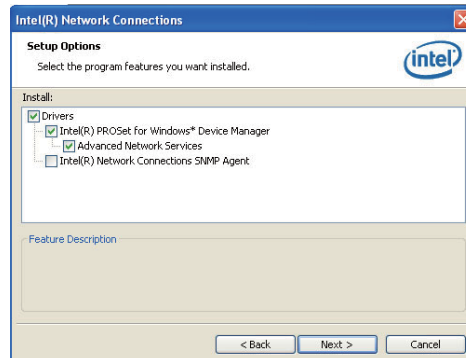 Intel(R) Network Connections
Setup Options
Select the program features you want installed.
intel
Install:
Drivers
Intel(R) PROSet for Windows* Device Manager
Advanced Network Services
Intel(R) Network Connections SNMP Agent
Feature Description
< Back
Next >
Cancel